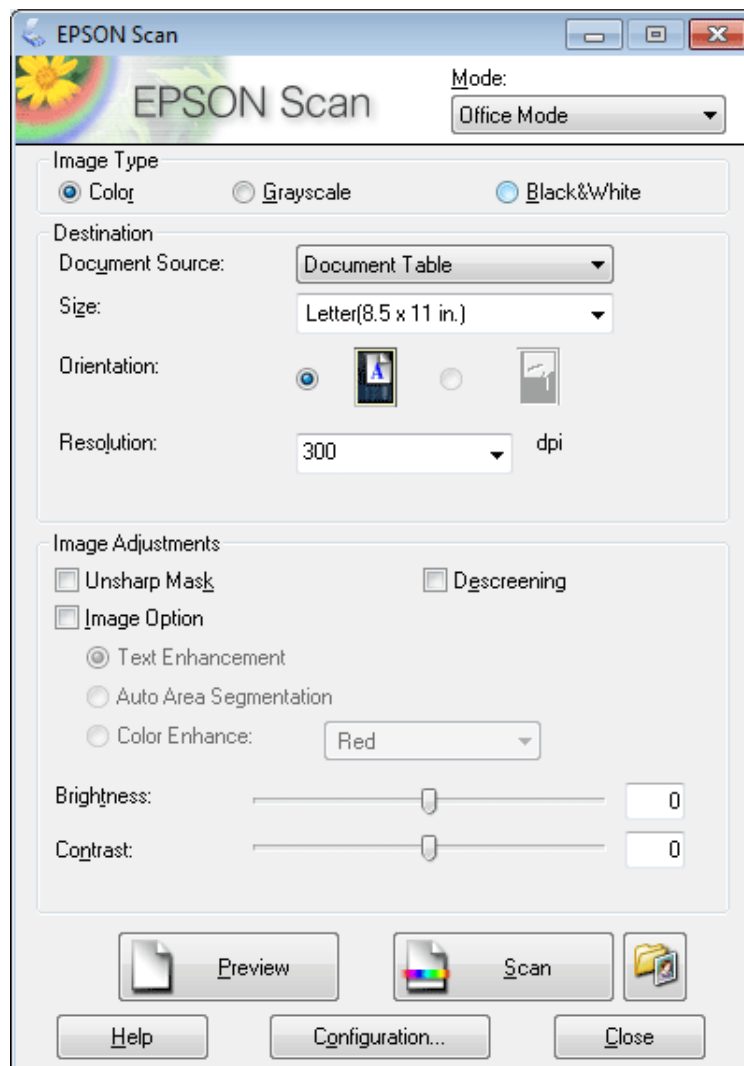 EPSON Scan
EPSON Scan
Mode:
Office Mode
Image Type
Color Grayscale Black&White
Destination
Document Source: Document Table
Size: Letter(8.5 x 11 in.)
Orientation: A
Resolution: 300 dpi
Image Adjustments
Unsharp Mask Descreening
Image Option
Text Enhancement
Auto Area Segmentation
Color Enhance: Red
Brightness: 0
Contrast: 0
Preview Scan
Help Configuration... Close